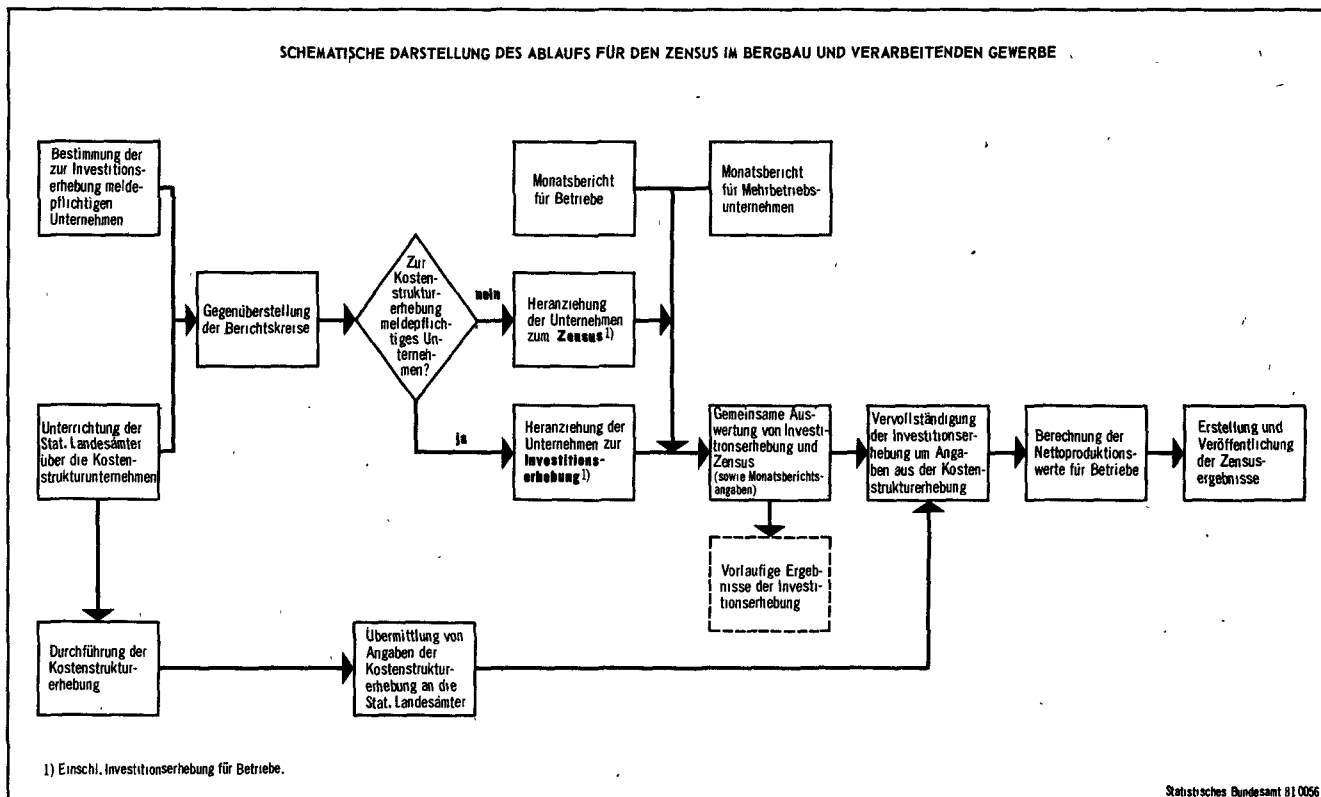 SCHEMATISCHE DARSTELLUNG DES ABLAUFS FÜR DEN ZENSUS IM BERGBAU UND VERARBEITENDEN GEWERBE
Bestimmung der
zur Investitions-
erhebung melde-
pflichtigen
Unternehmen
Monatsbericht
für Betriebe
Monatsbericht
für Mehrbetriebs-
unternehmen
Gegenüberstellung
der Berichtskreise
Zur
Kosten-
struktur-
erhebung
meldepflich-
tiges Un-
terneh-
men?
nein
Heranziehung
der Unternehmen
zum Zensus 1)
Unterrichtung der
Stat. Landesämter
über die Kosten-
strukturunternehmen
ja
Heranziehung der
Unternehmen zur
Investitions-
erhebung 1)
Gemeinsame Aus-
wertung von Investi-
tionserhebung und
Zensus
(sowie Monatsberichts-
angaben)
Vervollständigung
der Investitionser-
hebung um Anga-
ben aus der Kosten-
strukturerhebung
Berechnung der
Nettoproduktions-
werte für Betriebe
Erstellung und
Veröffentlichung
der Zensus-
ergebnisse
Vorlaufige Ergeb-
nisse der Investi-
tionserhebung
Durchführung der
Kostenstruktur-
erhebung
Übermittlung von
Angaben der
Kostenstruktur-
erhebung an die
Stat. Landesämter
1) Einschl. Investitionserhebung für Betriebe.
Statistisches Bundesamt 81 0056